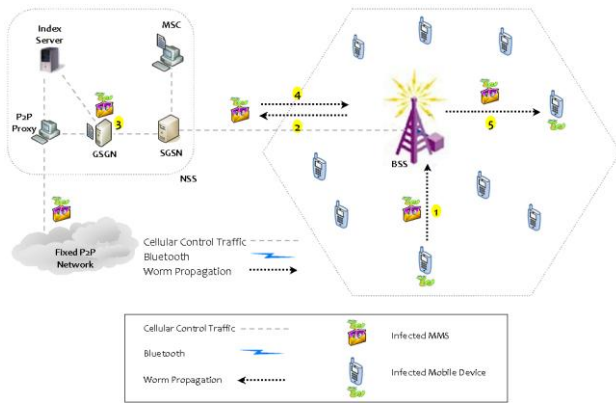 Index
Server
MSC
P2P
Proxy
3
GSGN
SGSN
NSS
4
2
5
BSS
1
Fixed P2P
Network
Cellular Control Traffic
Bluetooth
Worm Propagation
Cellular Control Traffic
Infected MMS
Bluetooth
Infected Mobile Device
Worm Propagation